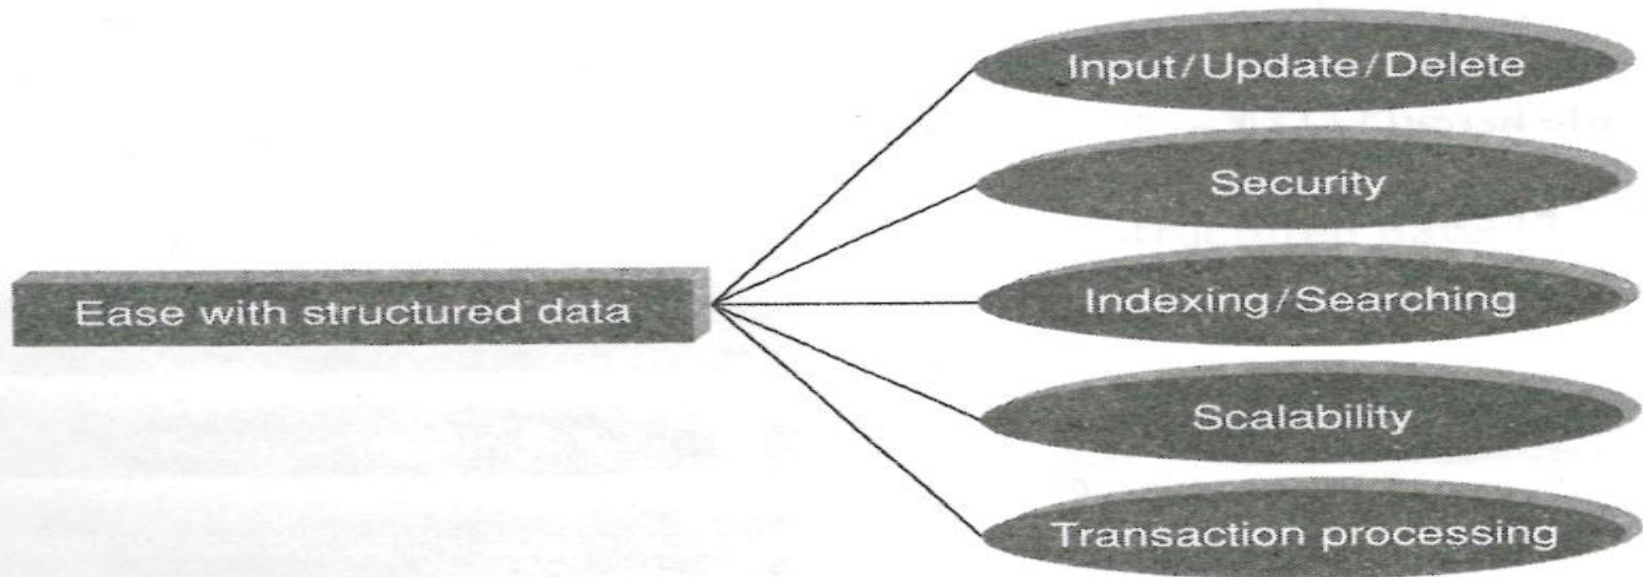 Input/Update/Delete
Security
Ease with structured data
Indexing/Searching
Scalability
Transaction processing